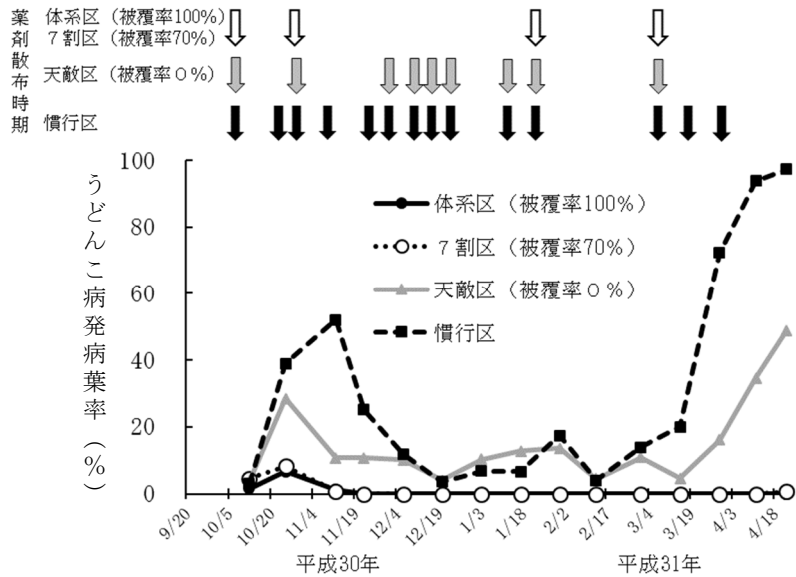 薬剤散布時期
体系区（被覆率100%）
７割区（被覆率70%）
天敵区（被覆率０%）
慣行区
うどんこ病発病葉率（%）
100
80
60
40
20
0
体系区（被覆率100%）
７割区（被覆率70%）
天敵区（被覆率０%）
慣行区
9/20
10/5
10/20
11/4
11/19
12/4
12/19
1/3
1/18
2/2
2/17
3/4
3/19
4/3
4/18
平成30年
平成31年